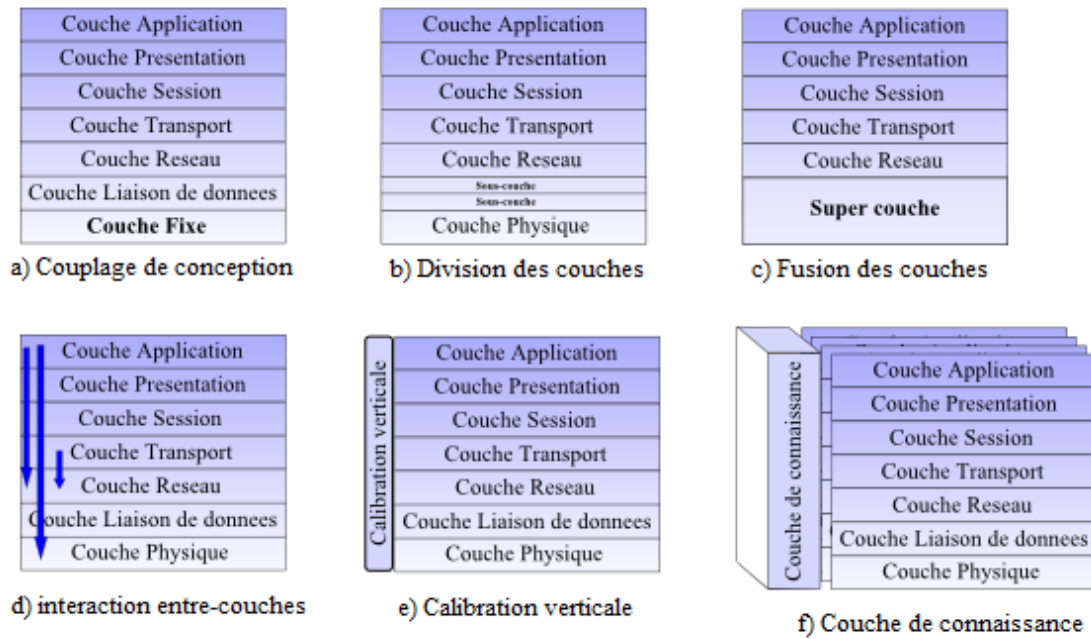 Couche Application
Couche Presentation
Couche Session
Couche Transport
Couche Reseau
Couche Liaison de donnees
Couche Fixe
a) Couplage de conception
Couche Application
Couche Presentation
Couche Session
Couche Transport
Couche Reseau
Sous-couche
Sous-couche
Couche Physique
b) Division des couches
Couche Application
Couche Presentation
Couche Session
Couche Transport
Couche Reseau
Super couche
c) Fusion des couches
Couche Application
Couche Presentation
Couche Session
Couche Transport
Couche Reseau
Couche Liaison de donnees
Couche Physique
d) interaction entre-couches
Calibration verticale
Couche Application
Couche Presentation
Couche Session
Couche Transport
Couche Reseau
Couche Liaison de donnees
Couche Physique
e) Calibration verticale
Couche de connaissance
Couche Application
Couche Presentation
Couche Session
Couche Transport
Couche Reseau
Couche Liaison de donnees
Couche Physique
f) Couche de connaissance